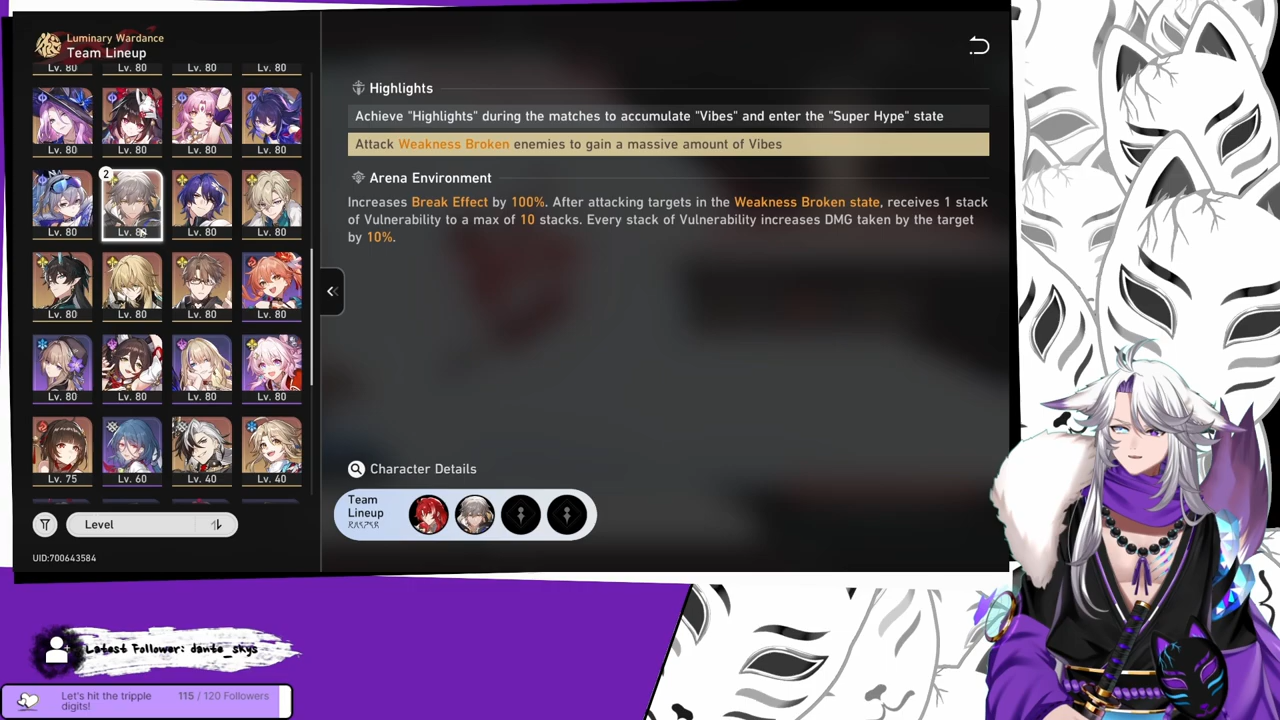 Luminary Wardance
Team Lineup
Lv. 80 Lv. 80 Lv. 80 Lv. 80
Lv. 80 Lv. 80 Lv. 80 Lv. 80
2
Lv. 80 Lv. 80 Lv. 80 Lv. 80
Lv. 80 Lv. 80 Lv. 80 Lv. 80
Lv. 80 Lv. 80 Lv. 80 Lv. 80
Lv. 75 Lv. 60 Lv. 40 Lv. 40
Level
UID:700643584
Highlights
Achieve "Highlights" during the matches to accumulate "Vibes" and enter the "Super Hype" state
Attack Weakness Broken enemies to gain a massive amount of Vibes
Arena Environment
Increases Break Effect by 100%. After attacking targets in the Weakness Broken state, receives 1 stack
of Vulnerability to a max of 10 stacks. Every stack of Vulnerability increases DMG taken by the target
by 10%.
Character Details
Team
Lineup
Latest Follower: dante_skys
Let's hit the tripple
digits!
115 / 120 Followers